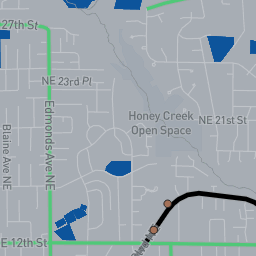 27th St
NE 23rd Pl
Honey Creek
Open Space
NE 21st St
Edmonds Ave NE
Blaine Ave NE
E 12th St